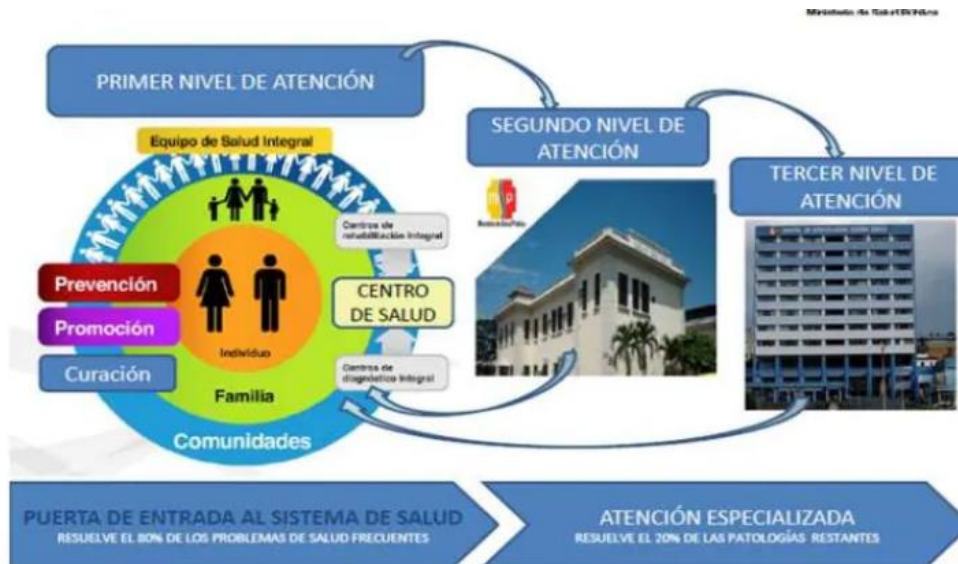 PRIMER NIVEL DE ATENCIÓN
SEGUNDO NIVEL DE
ATENCIÓN
TERCER NIVEL DE
ATENCIÓN
Equipo de Salud Integral
Centros de
rehabilitación integral
Prevención
Promoción
Curación
CENTRO
DE SALUD
Individuo
Centros de
diagnóstico integral
Familia
Comunidades
PUERTA DE ENTRADA AL SISTEMA DE SALUD
RESUELVE EL 80% DE LOS PROBLEMAS DE SALUD FRECUENTES
ATENCIÓN ESPECIALIZADA
RESUELVE EL 20% DE LAS PATOLOGÍAS RESTANTES